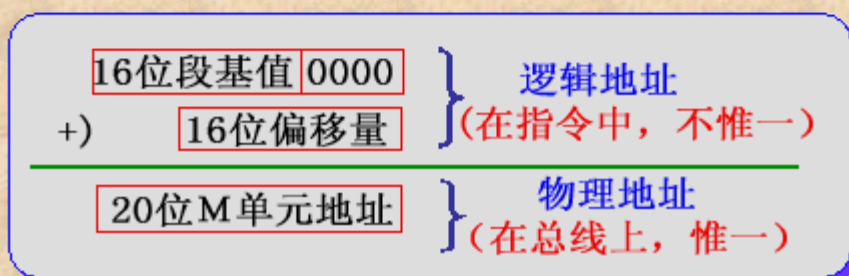 16位段基值 0000
逻辑地址
+) 16位偏移量
(在指令中，不惟一)
20位M单元地址
物理地址
(在总线上，惟一)